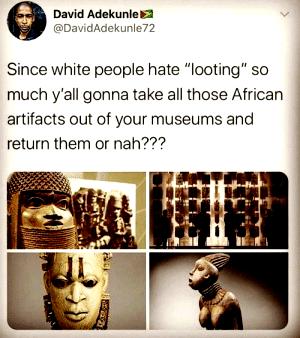 David Adekunle🇬🇾
@DavidAdekunle72
Since white people hate “looting” so
much y'all gonna take all those African
artifacts out of your museums and
return them or nah???